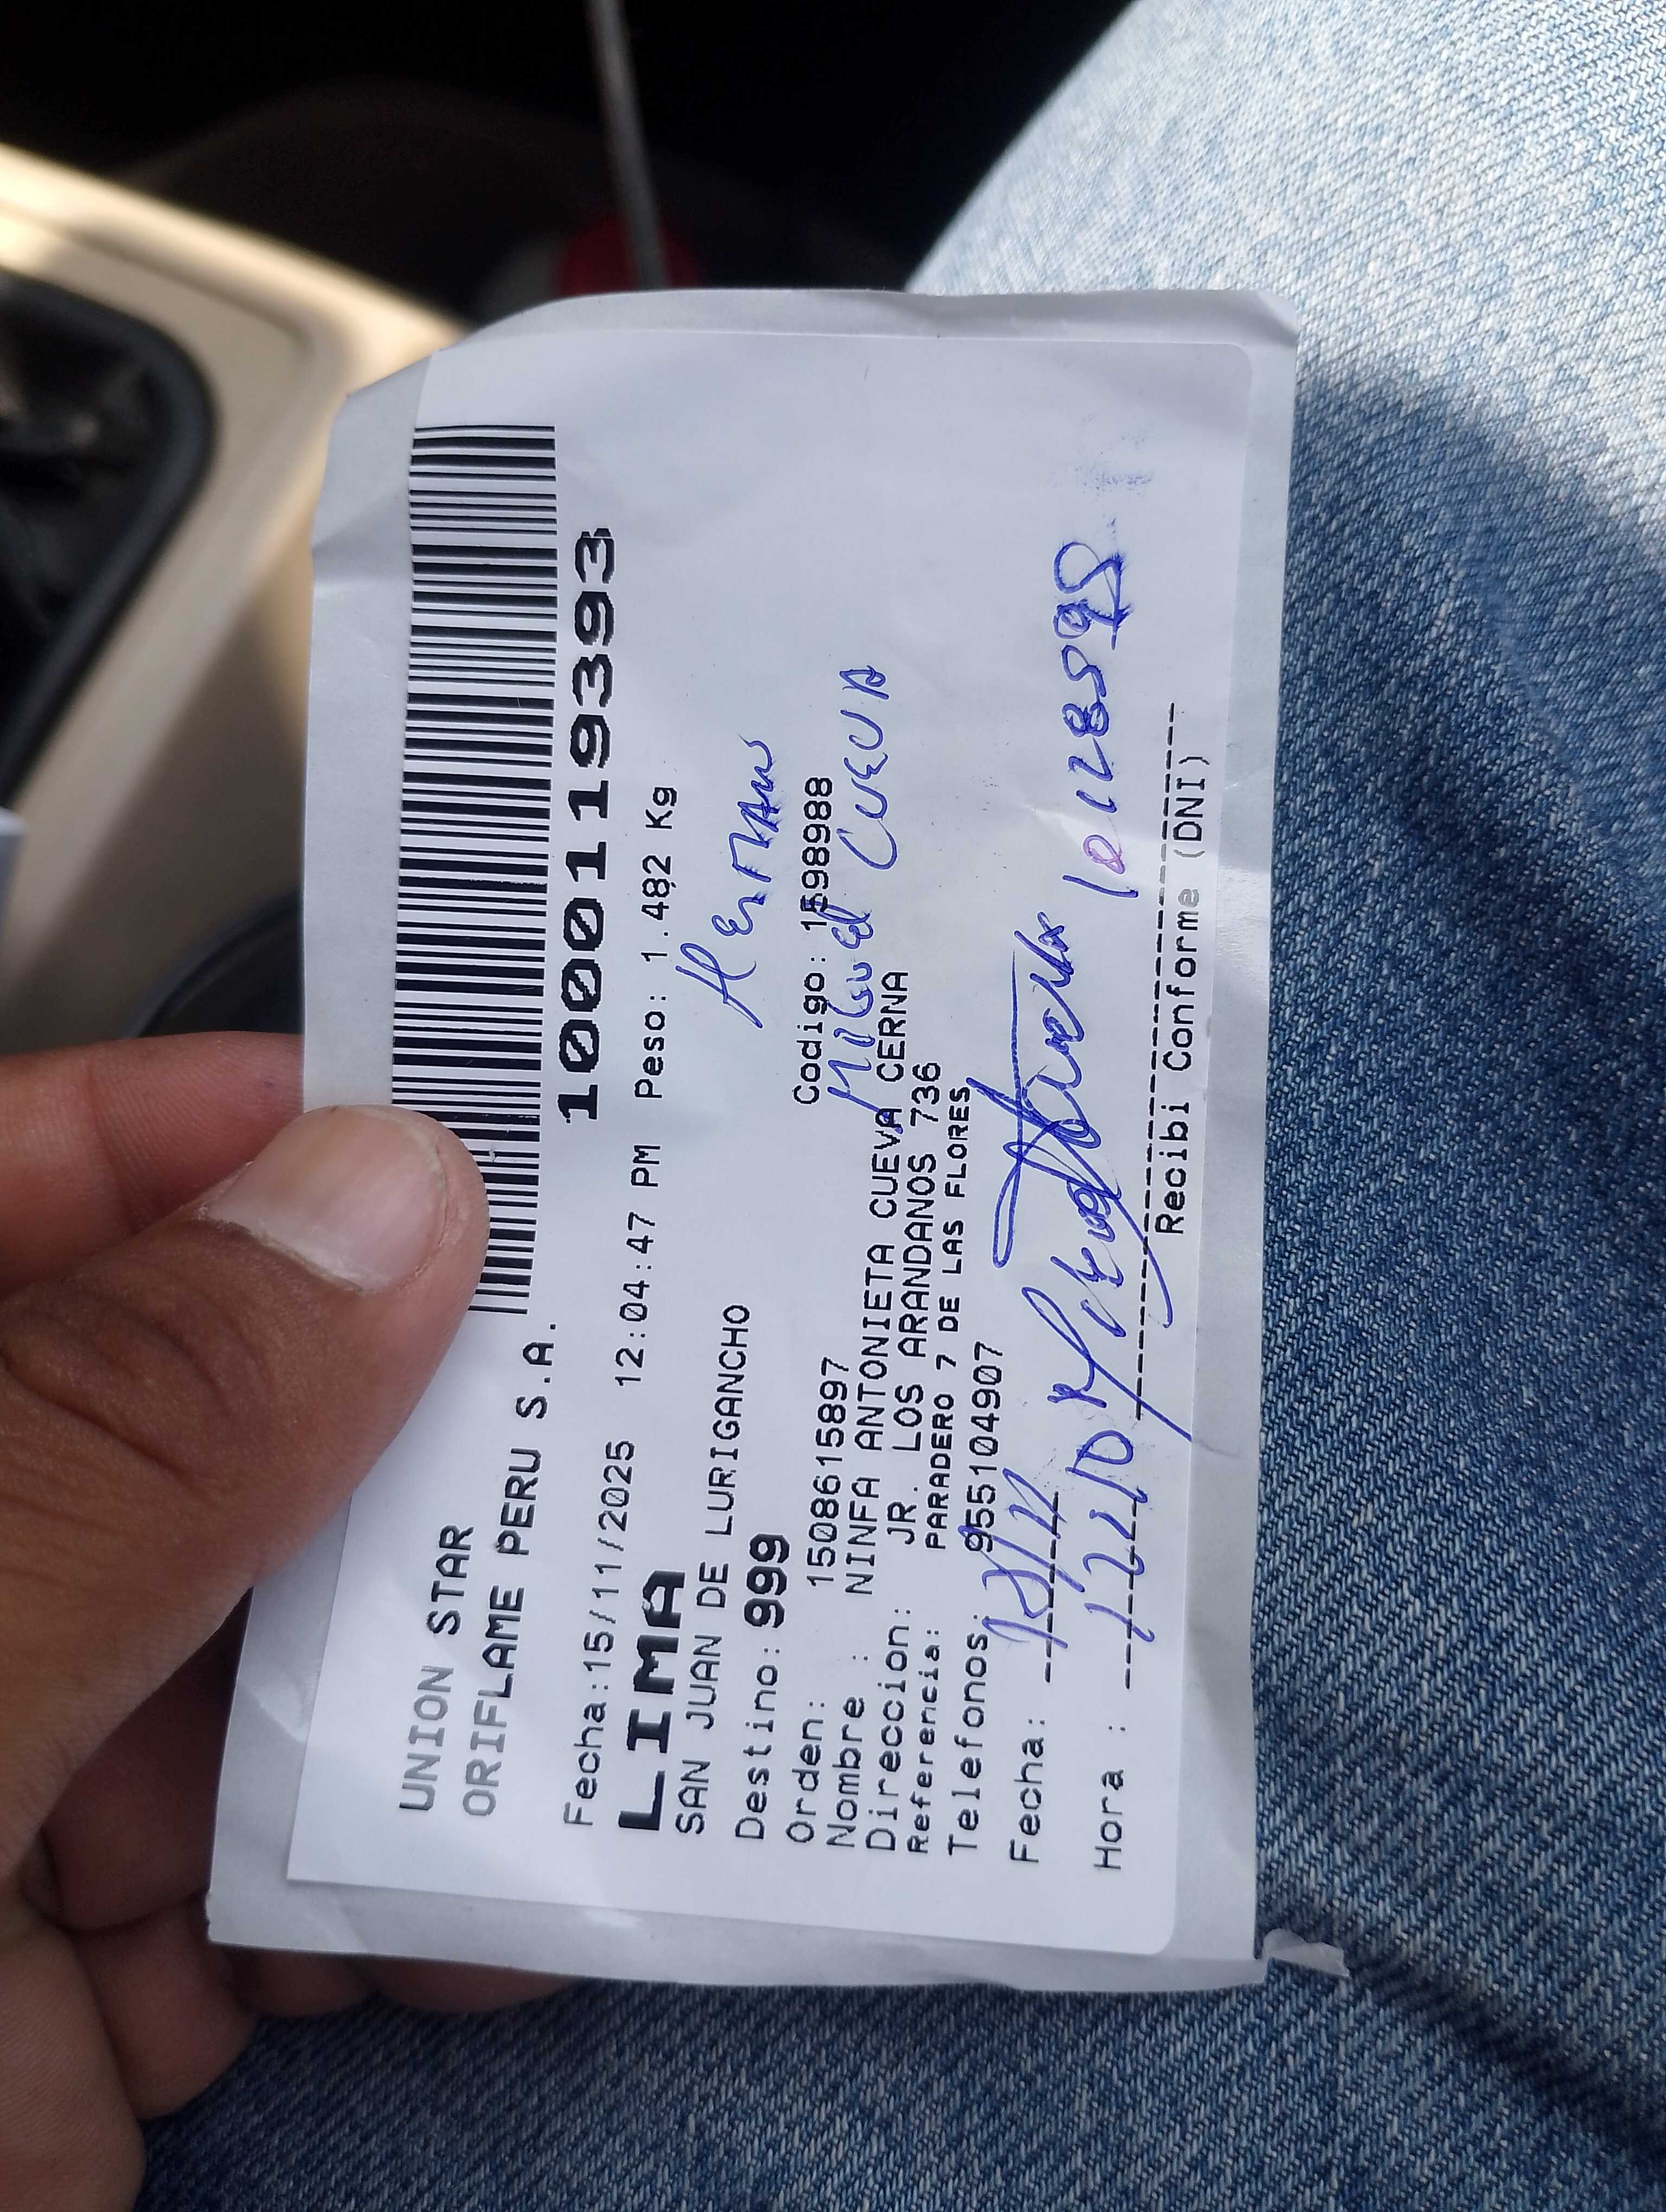 UNION STAR
ORIFLAME PERU S.A.
100119393
Fecha:15/11/2025 12:04:47 PM Peso: 1.482 Kg
LIMA
SAN JUAN DE LURIGANCHO
Herman
Destino: 999
Orden: 1508615897 Codigo: 1598988
Miguel Cueva
Nombre : NINFA ANTONIETA CUEVA CERNA
Direccion: JR. LOS ARANDANOS 736
Referencia: PARADERO 7 DE LAS FLORES
Telefonos: 955104907
Fecha:
Hora :
Recibi Conforme (DNI)